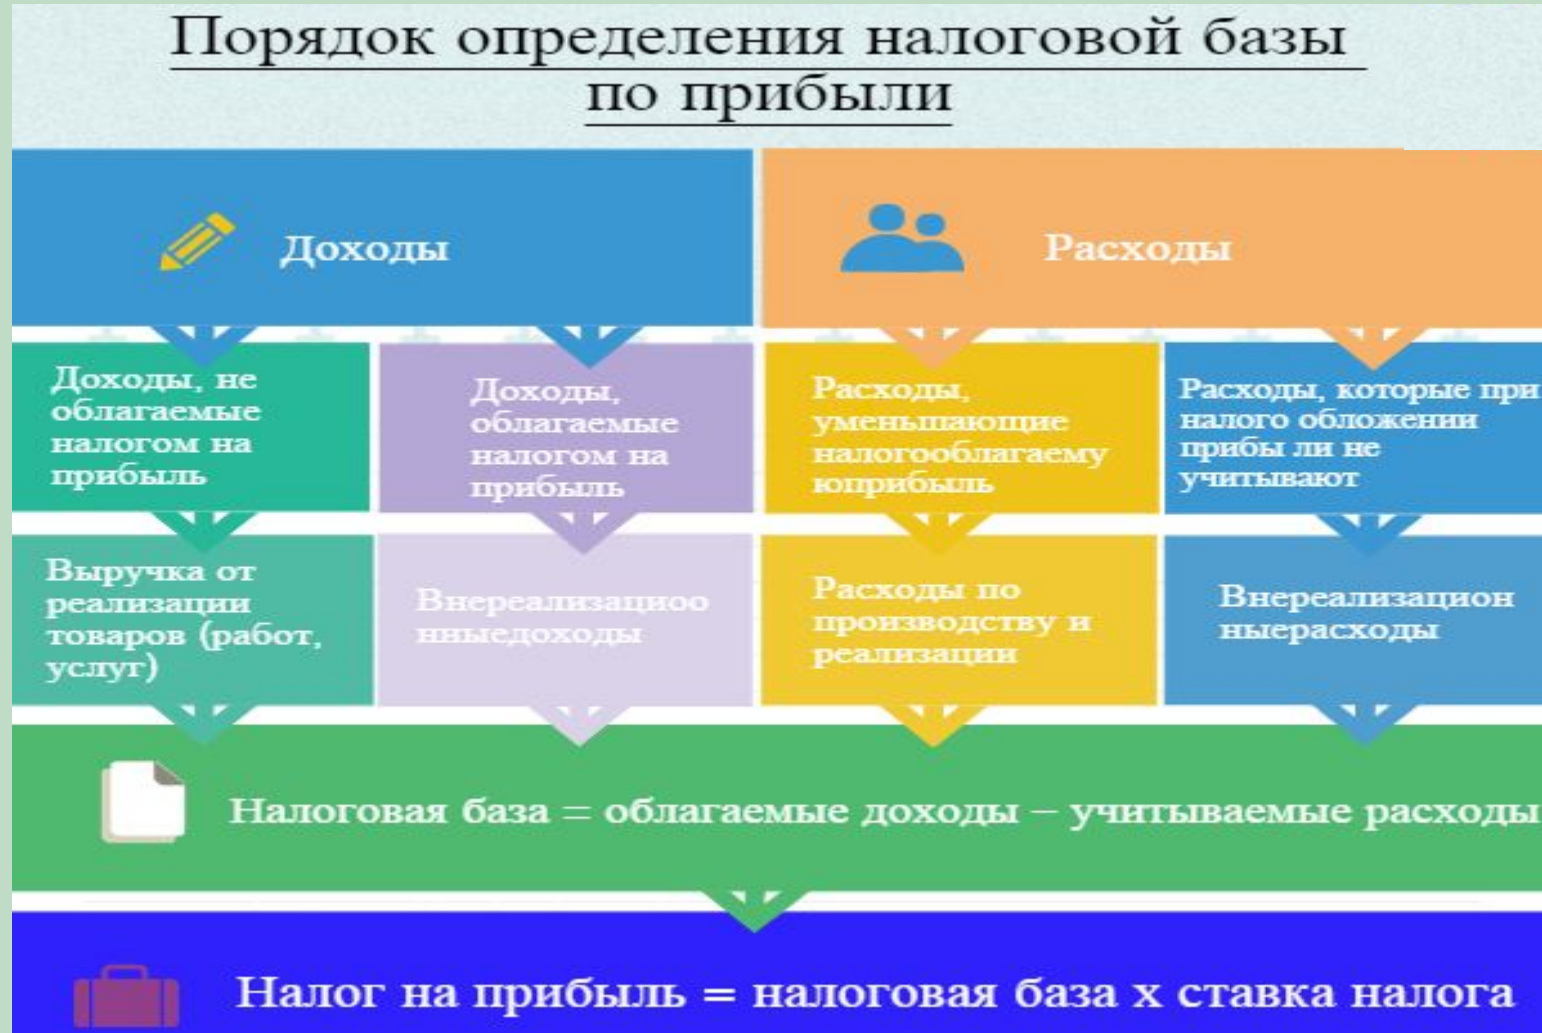 Порядок определения налоговой базы
по прибыли
Доходы
Расходы
Доходы, не
облагаемые
налогом на
прибыль
Доходы,
облагаемые
налогом на
прибыль
Расходы,
уменьшающие
налогооблагаему
юприбыль
Расходы, которые при
налого обложении
прибы ли не
учитывают
Выручка от
реализации
товаров (работ,
услуг)
Внереализациоо
нныедоходы
Расходы по
производству и
реализации
Внереализацион
ныерасходы
Налоговая база = облагаемые доходы – учитываемые расходы
Налог на прибыль = налоговая база х ставка налога